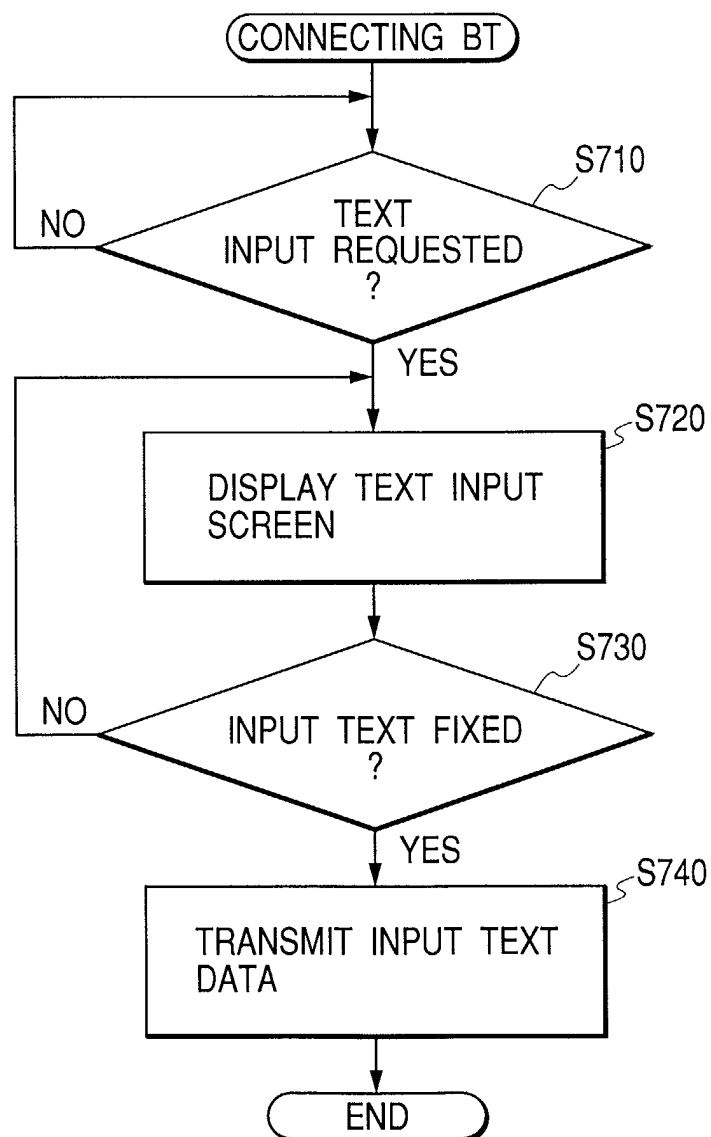 CONNECTING BT
S710
TEXT
INPUT REQUESTED
?
NO
YES
S720
DISPLAY TEXT INPUT
SCREEN
S730
INPUT TEXT FIXED
?
NO
YES
S740
TRANSMIT INPUT TEXT
DATA
END